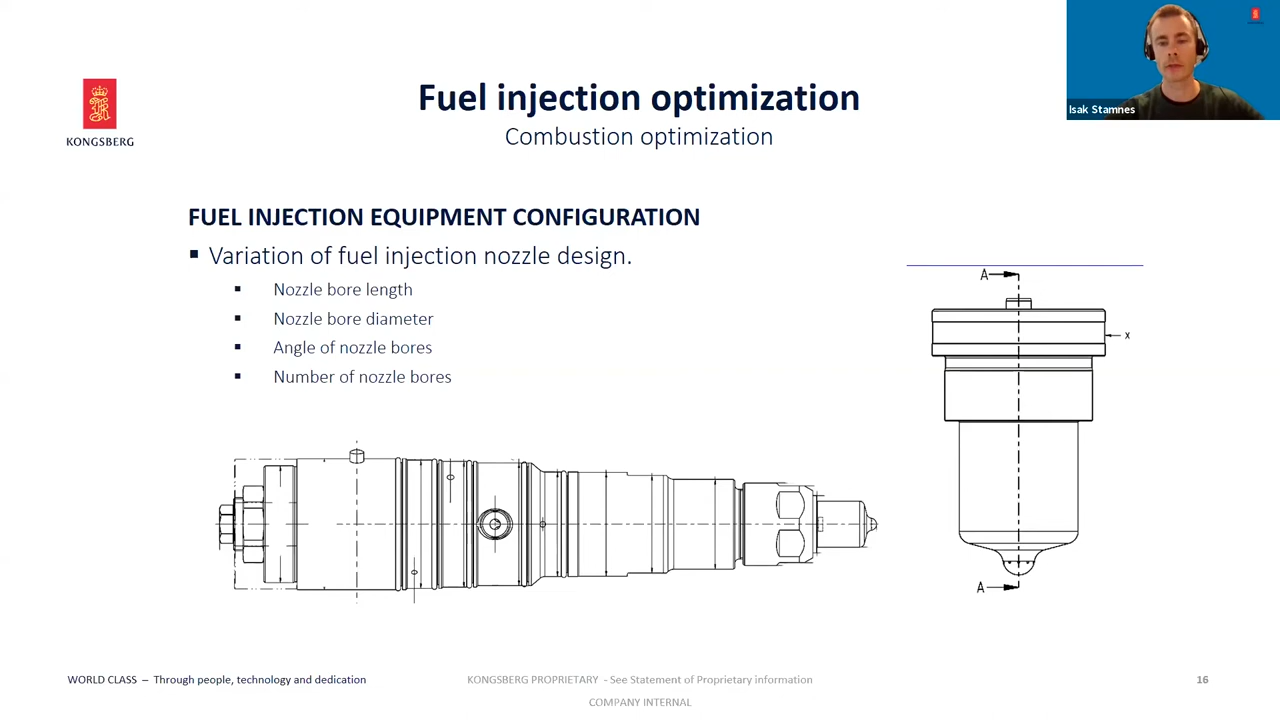 Isak Stamnes
KONGSBERG
Fuel injection optimization
Combustion optimization
FUEL INJECTION EQUIPMENT CONFIGURATION
▪ Variation of fuel injection nozzle design.
▪ Nozzle bore length
▪ Nozzle bore diameter
▪ Angle of nozzle bores
▪ Number of nozzle bores
A
x
A
WORLD CLASS – Through people, technology and dedication
KONGSBERG PROPRIETARY - See Statement of Proprietary information
16
COMPANY INTERNAL